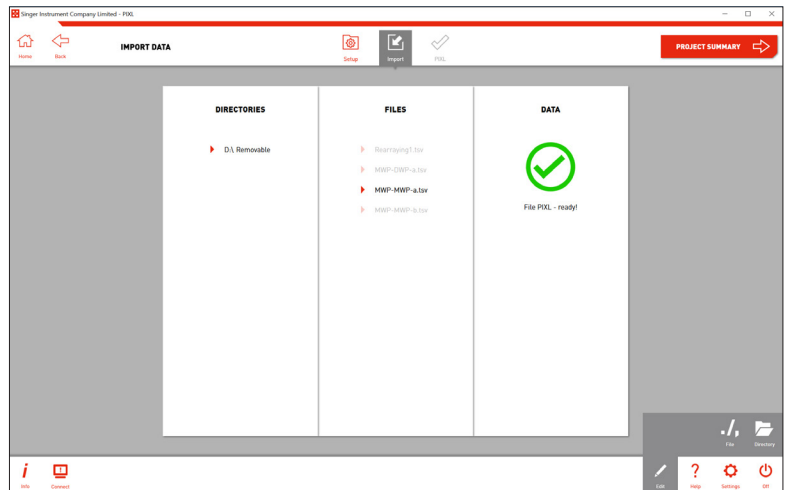 Singer Instrument Company Limited - PIXL
Home
Back
IMPORT DATA
Setup
Import
PIXL
PROJECT SUMMARY
DIRECTORIES
D:\ Removable
FILES
Rearraying1.tsv
MWP-DWP-a.tsv
MWP-MWP-a.tsv
MWP-MWP-b.tsv
DATA
File PIXL - ready!
./,
File
Directory
i
Info
Connect
Edit
?
Help
Settings
Off